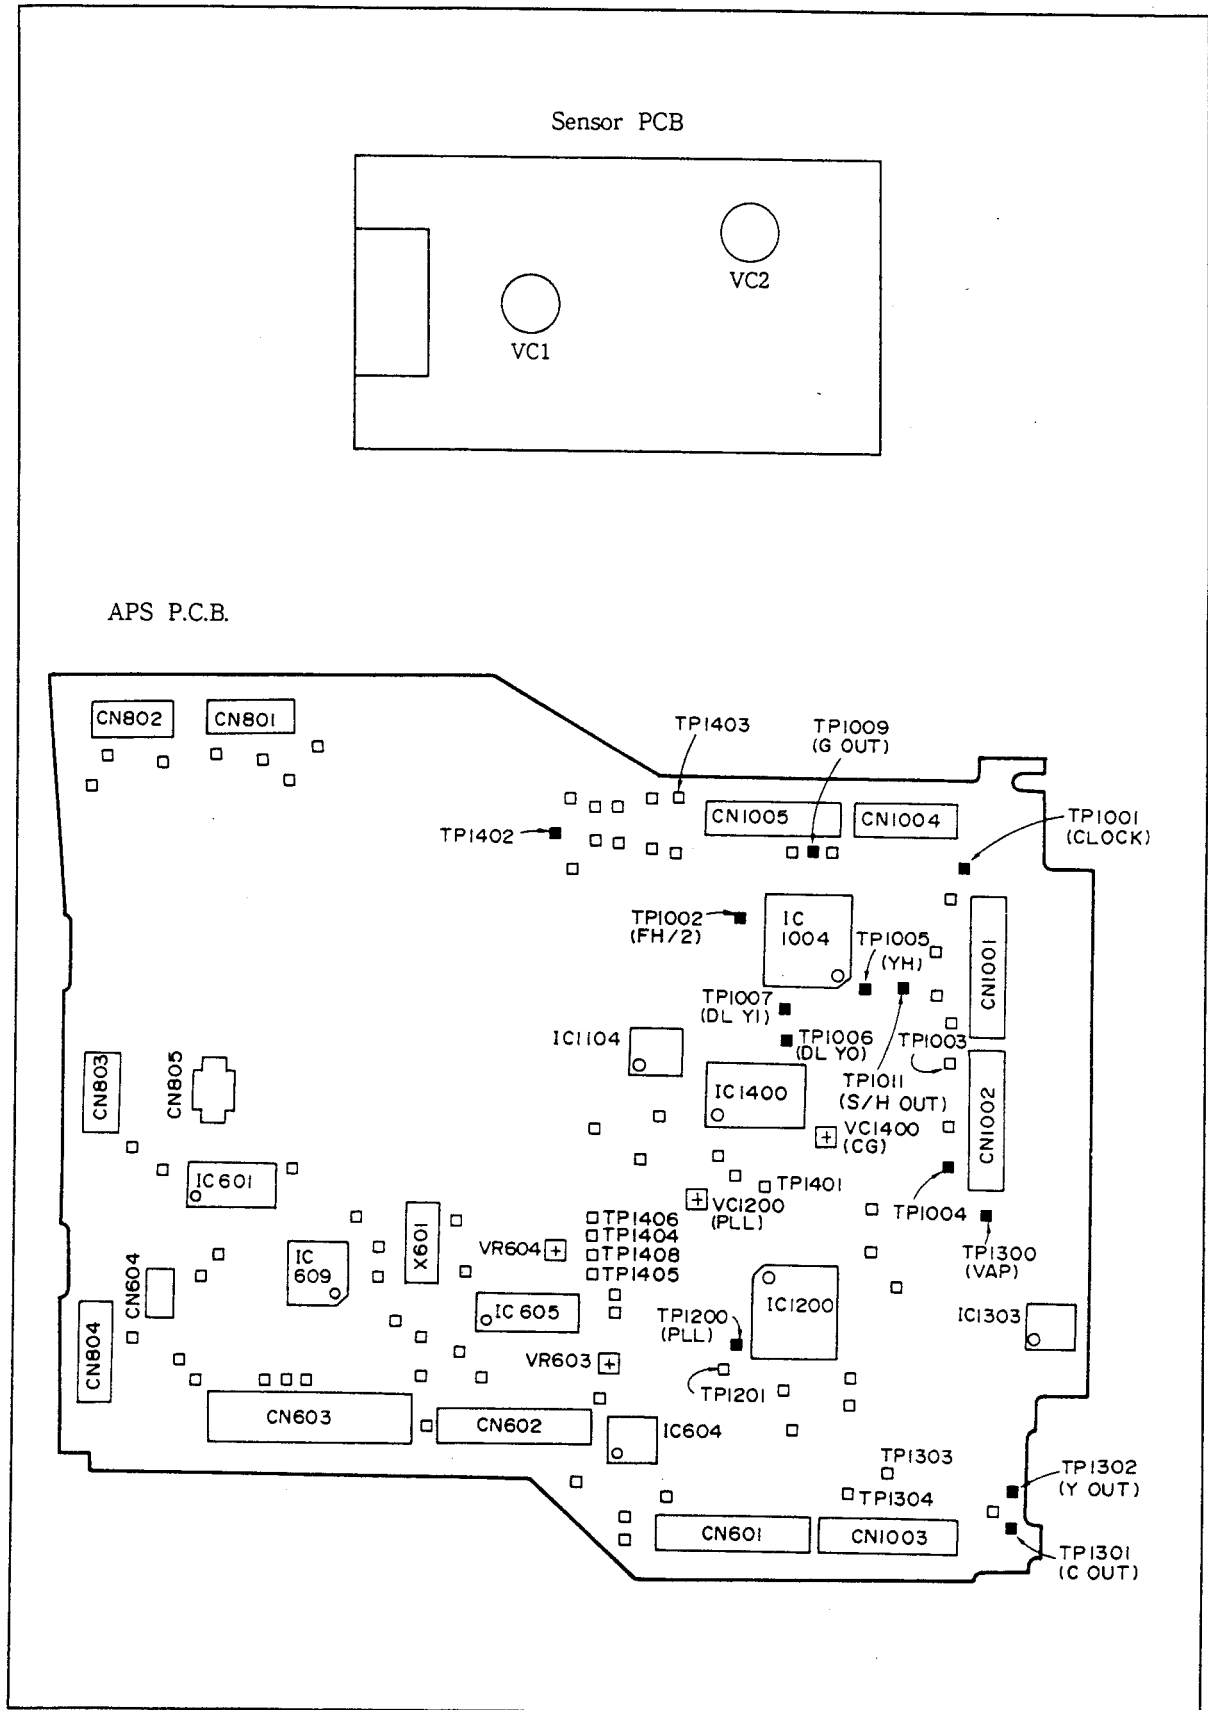 Sensor PCB
VC2
VC1
APS P.C.B.
CN802
CN801
TP1403
TP1009
(G OUT)
CN1005
CN1004
TP1001
(CLOCK)
TP1402
TP1002
(FH/2)
IC
1004
TP1005
(YH)
CN1001
TP1007
(DL YI)
TP1006
(DL YO)
TP1003
IC1104
CN803
CN805
IC1400
TP1011
(S/H OUT)
CN1002
VC1400
(CG)
IC601
TP1401
VC1200
(PLL)
TP1004
TP1300
(VAP)
X601
TP1406
TP1404
TP1408
TP1405
VR604
IC
609
CN604
IC605
IC1200
TP1200
(PLL)
IC1303
CN804
VR603
TP1201
CN603
CN602
IC604
TP1303
TP1304
TP1302
(Y OUT)
CN601
CN1003
TP1301
(C OUT)